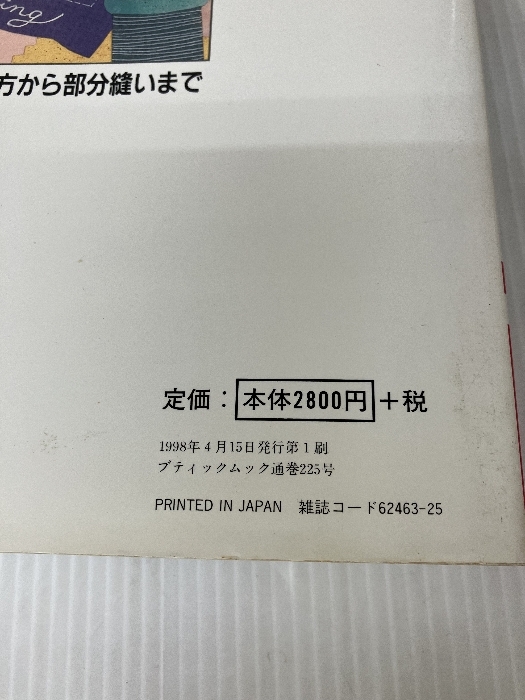 ing
方から部分縫いまで
定価：本体2800円＋税
1998年4月15日発行第1刷
ブティックムック通巻225号
PRINTED IN JAPAN 雑誌コード62463-25